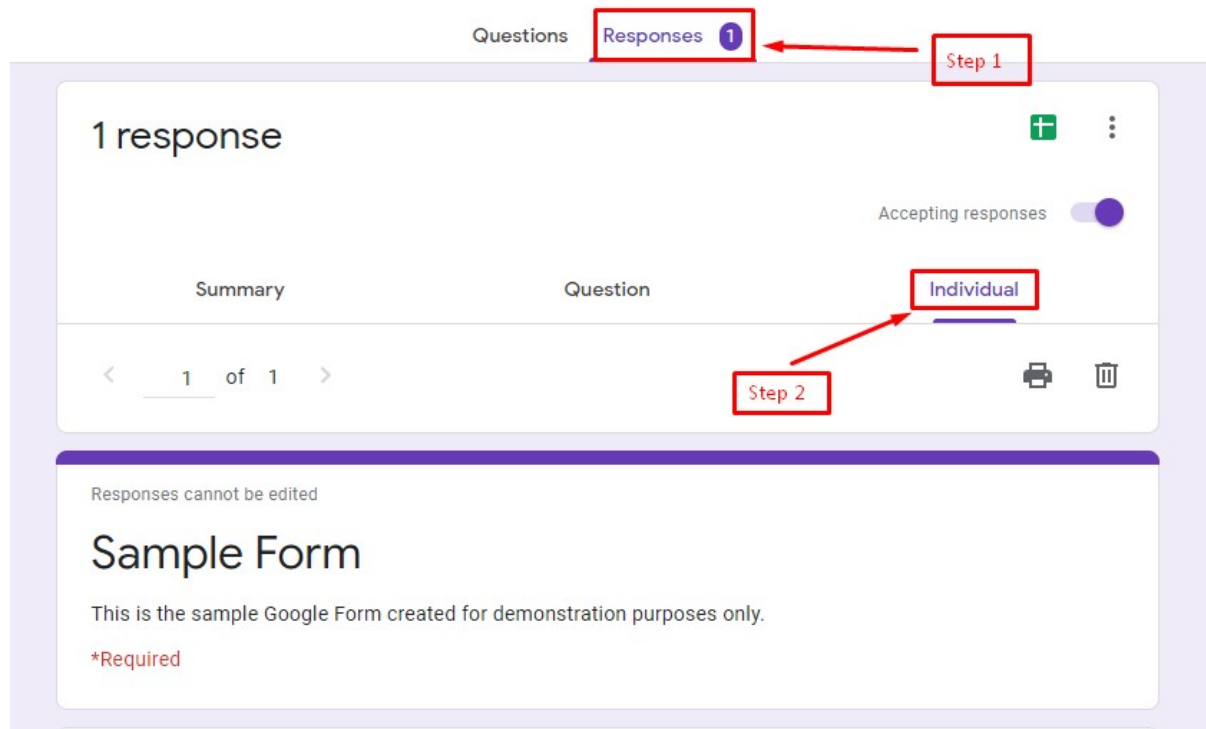 Questions Responses 1
Step 1
1 response
Accepting responses
Summary Question Individual
1 of 1
Step 2
Responses cannot be edited
Sample Form
This is the sample Google Form created for demonstration purposes only.
*Required